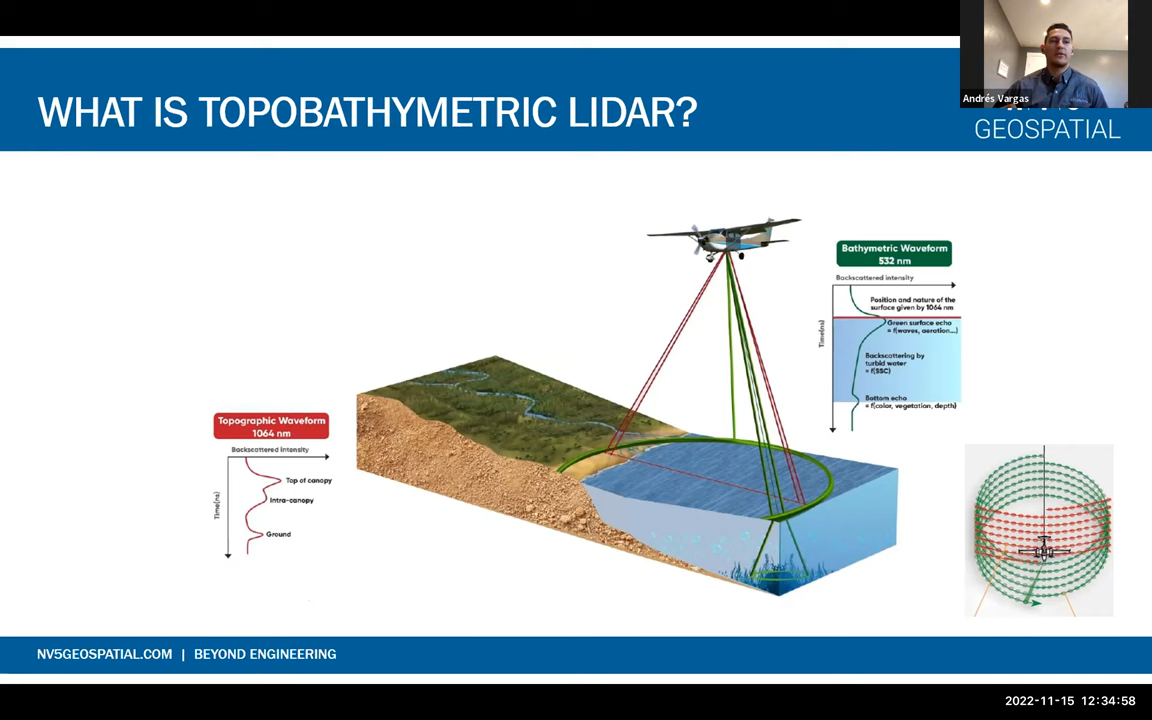 Andrés Vargas
WHAT IS TOPOBATHYMETRIC LIDAR?
GEOSPATIAL
Bathymetric Waveform
532 nm
Backscattered intensity
Position and nature of the
surface given by 1064 nm
Green surface echo
= f(waves, aeration...)
Time(ns)
Backscattering by
turbid water
= f(SSC)
Bottom echo
= f(color, vegetation, depth)
Topographic Waveform
1064 nm
Backscattered intensity
Time(ns)
Top of canopy
Intra-canopy
Ground
NV5GEOSPATIAL.COM | BEYOND ENGINEERING
2022-11-15 12:34:58